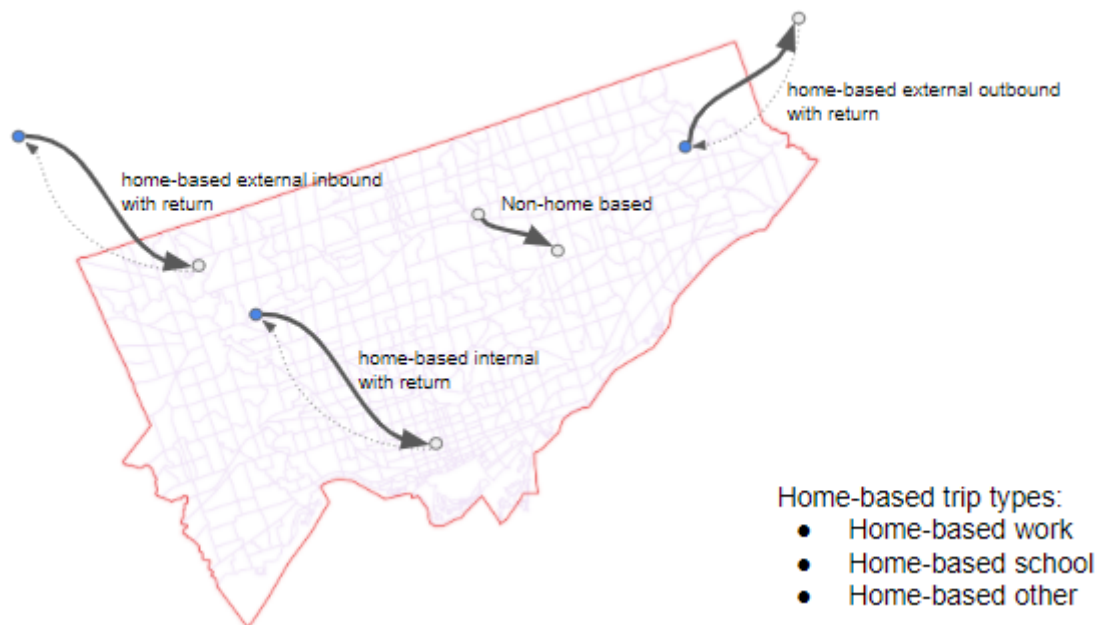 home-based external outbound
with return
home-based external inbound
with return
Non-home based
home-based internal
with return
Home-based trip types:
● Home-based work
● Home-based school
● Home-based other